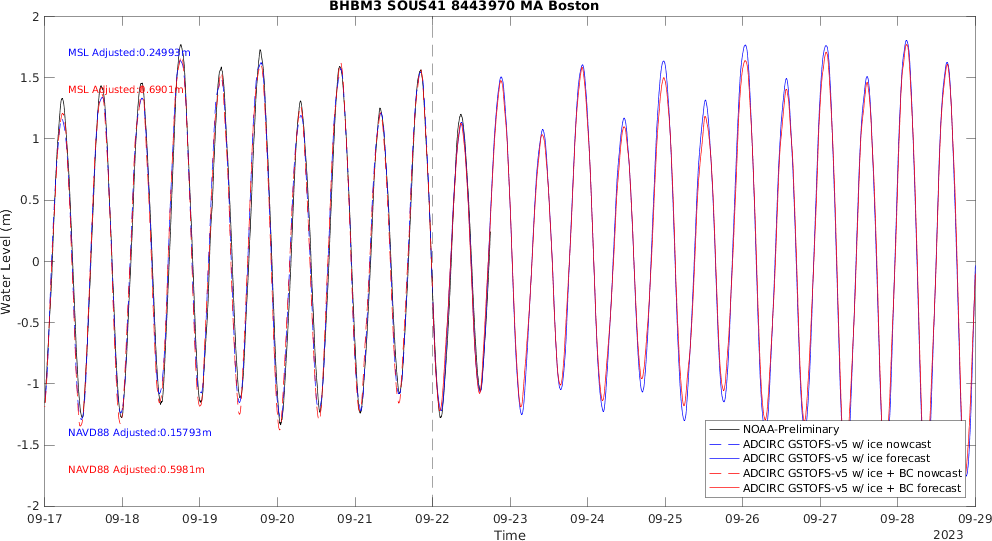 BHBM3 SOUS41 8443970 MA Boston
2
1.5
1
0.5
0
-0.5
-1
-1.5
-2
Water Level (m)
MSL Adjusted:0.24993m
MSL Adjusted:0.6901m
NAVD88 Adjusted:0.15793m
NAVD88 Adjusted:0.5981m
NOAA-Preliminary
ADCIRC GSTOFS-v5 w/ ice nowcast
ADCIRC GSTOFS-v5 w/ ice forecast
ADCIRC GSTOFS-v5 w/ ice + BC nowcast
ADCIRC GSTOFS-v5 w/ ice + BC forecast
09-17 09-18 09-19 09-20 09-21 09-22 09-23 09-24 09-25 09-26 09-27 09-28 09-29
Time
2023